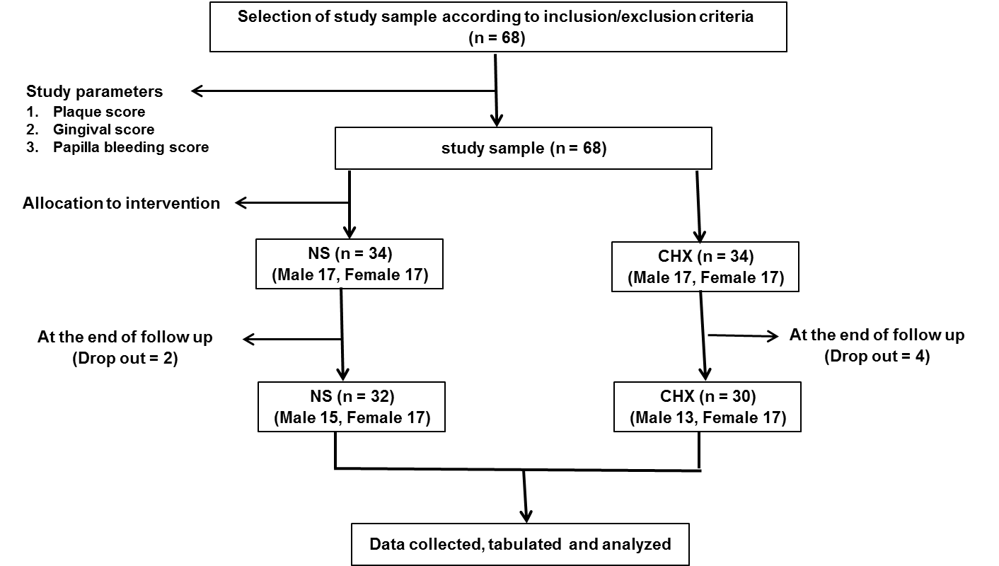 Selection of study sample according to inclusion/exclusion criteria
(n = 68)
Study parameters
1. Plaque score
2. Gingival score
3. Papilla bleeding score
study sample (n = 68)
Allocation to intervention
NS (n = 34)
(Male 17, Female 17)
CHX (n = 34)
(Male 17, Female 17)
At the end of follow up
(Drop out = 2)
At the end of follow up
(Drop out = 4)
NS (n = 32)
(Male 15, Female 17)
CHX (n = 30)
(Male 13, Female 17)
Data collected, tabulated and analyzed